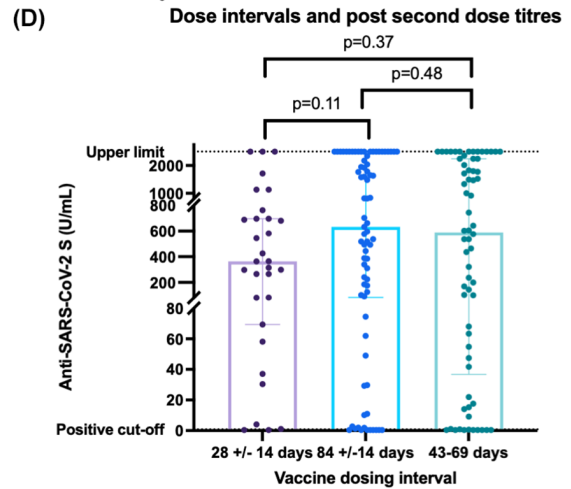 (D)
Dose intervals and post second dose titres
p=0.37
p=0.48
p=0.11
Upper limit
2000
1000
800
600
400
200
80
60
40
20
Positive cut-off 0
Anti-SARS-CoV-2 S (U/mL)
28 +/- 14 days 84 +/-14 days 43-69 days
Vaccine dosing interval